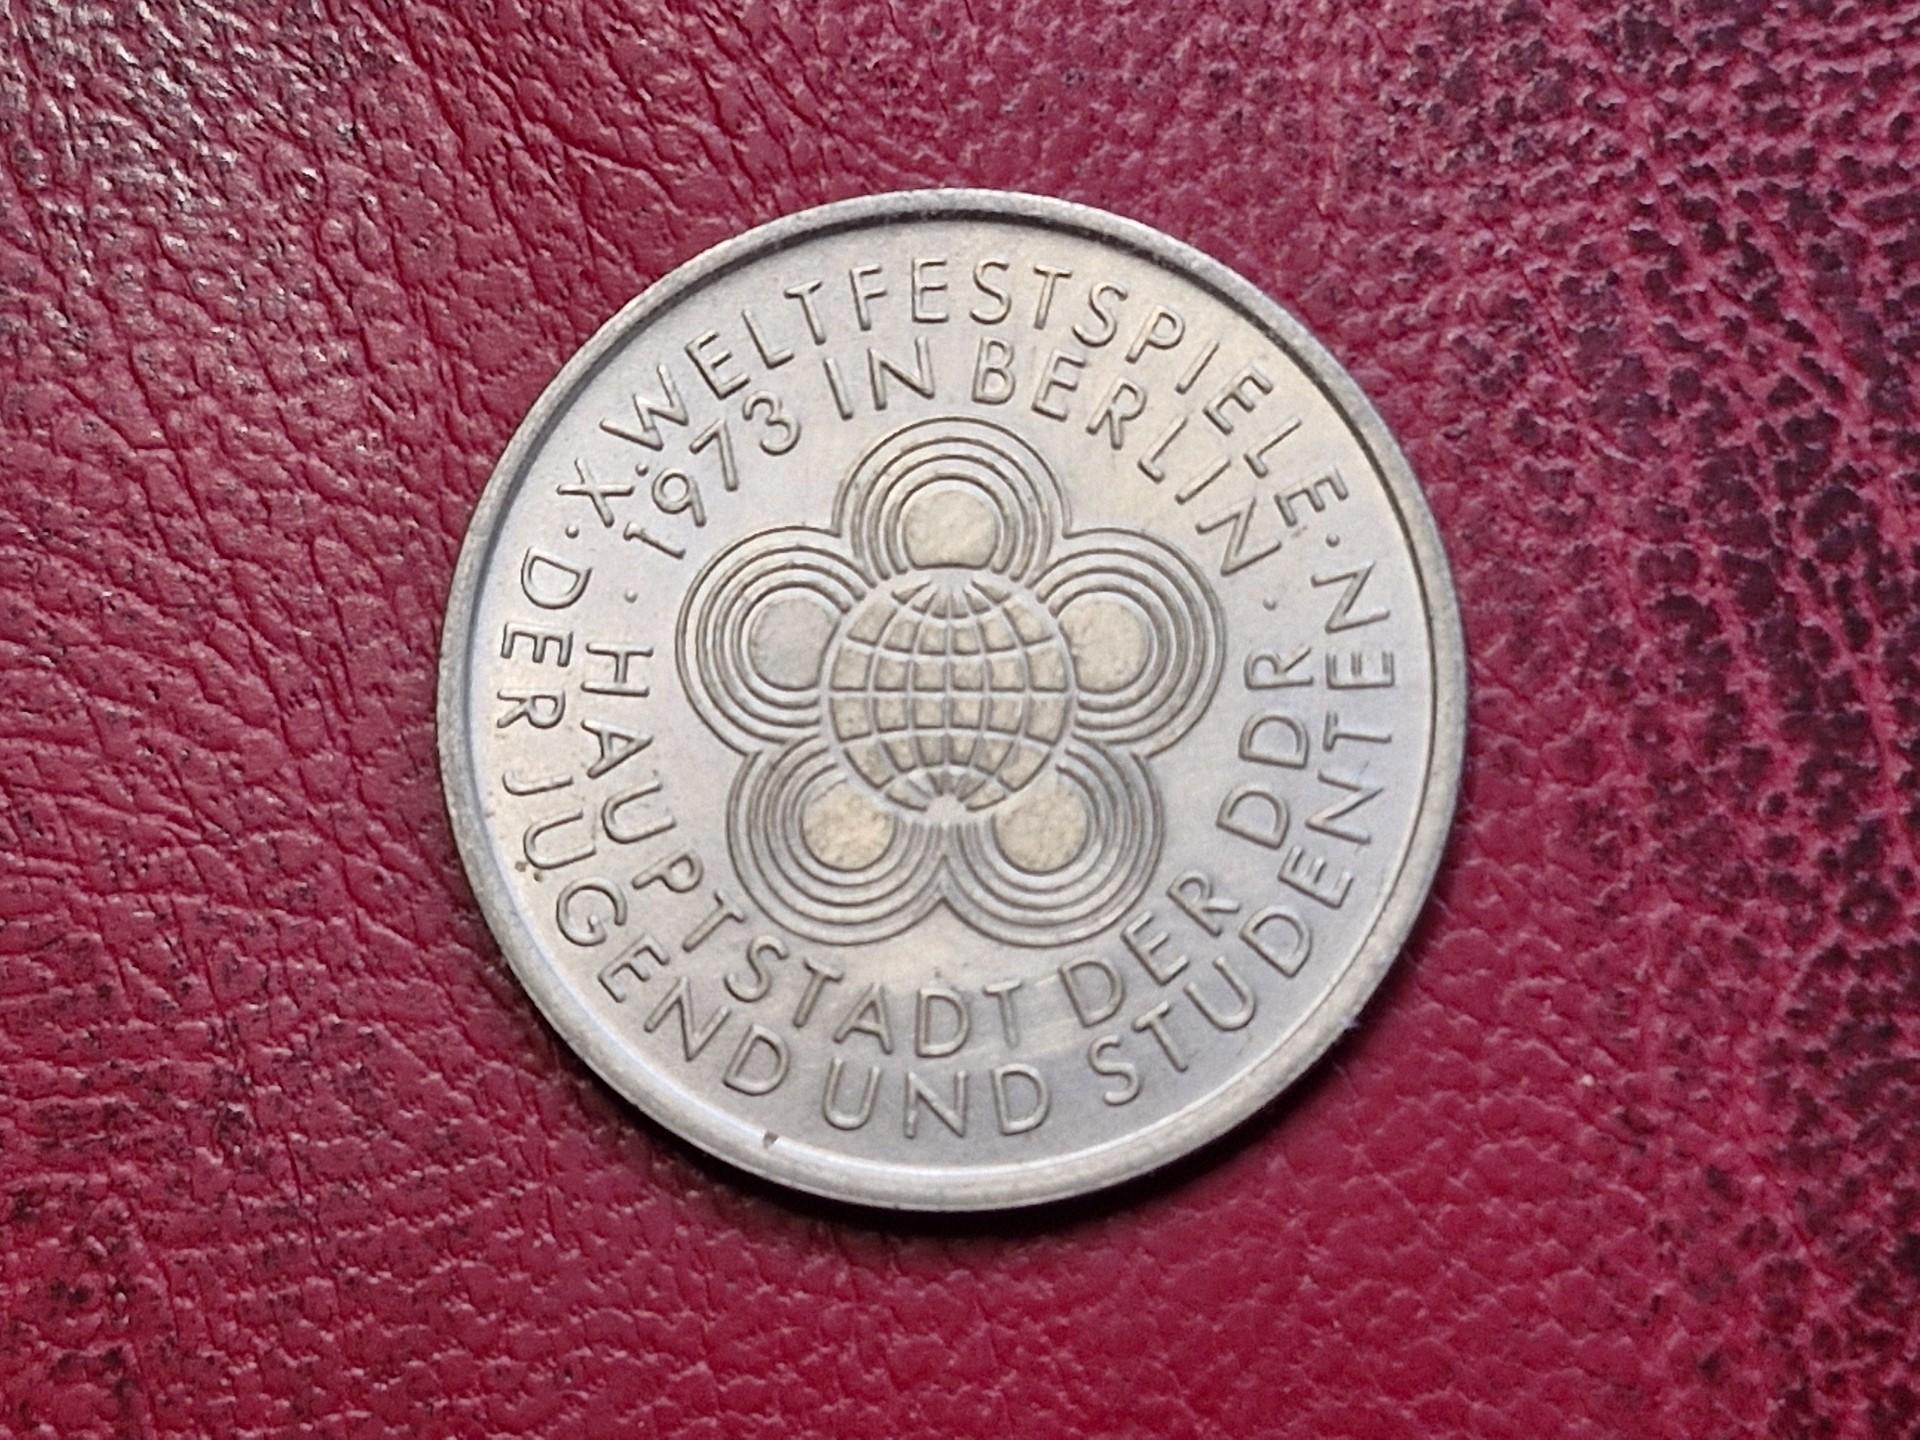 X. WELTFESTSPIELE · DER JUGEND UND STUDENTEN ·
1973 IN BERLIN · HAUPTSTADT DER DDR ·